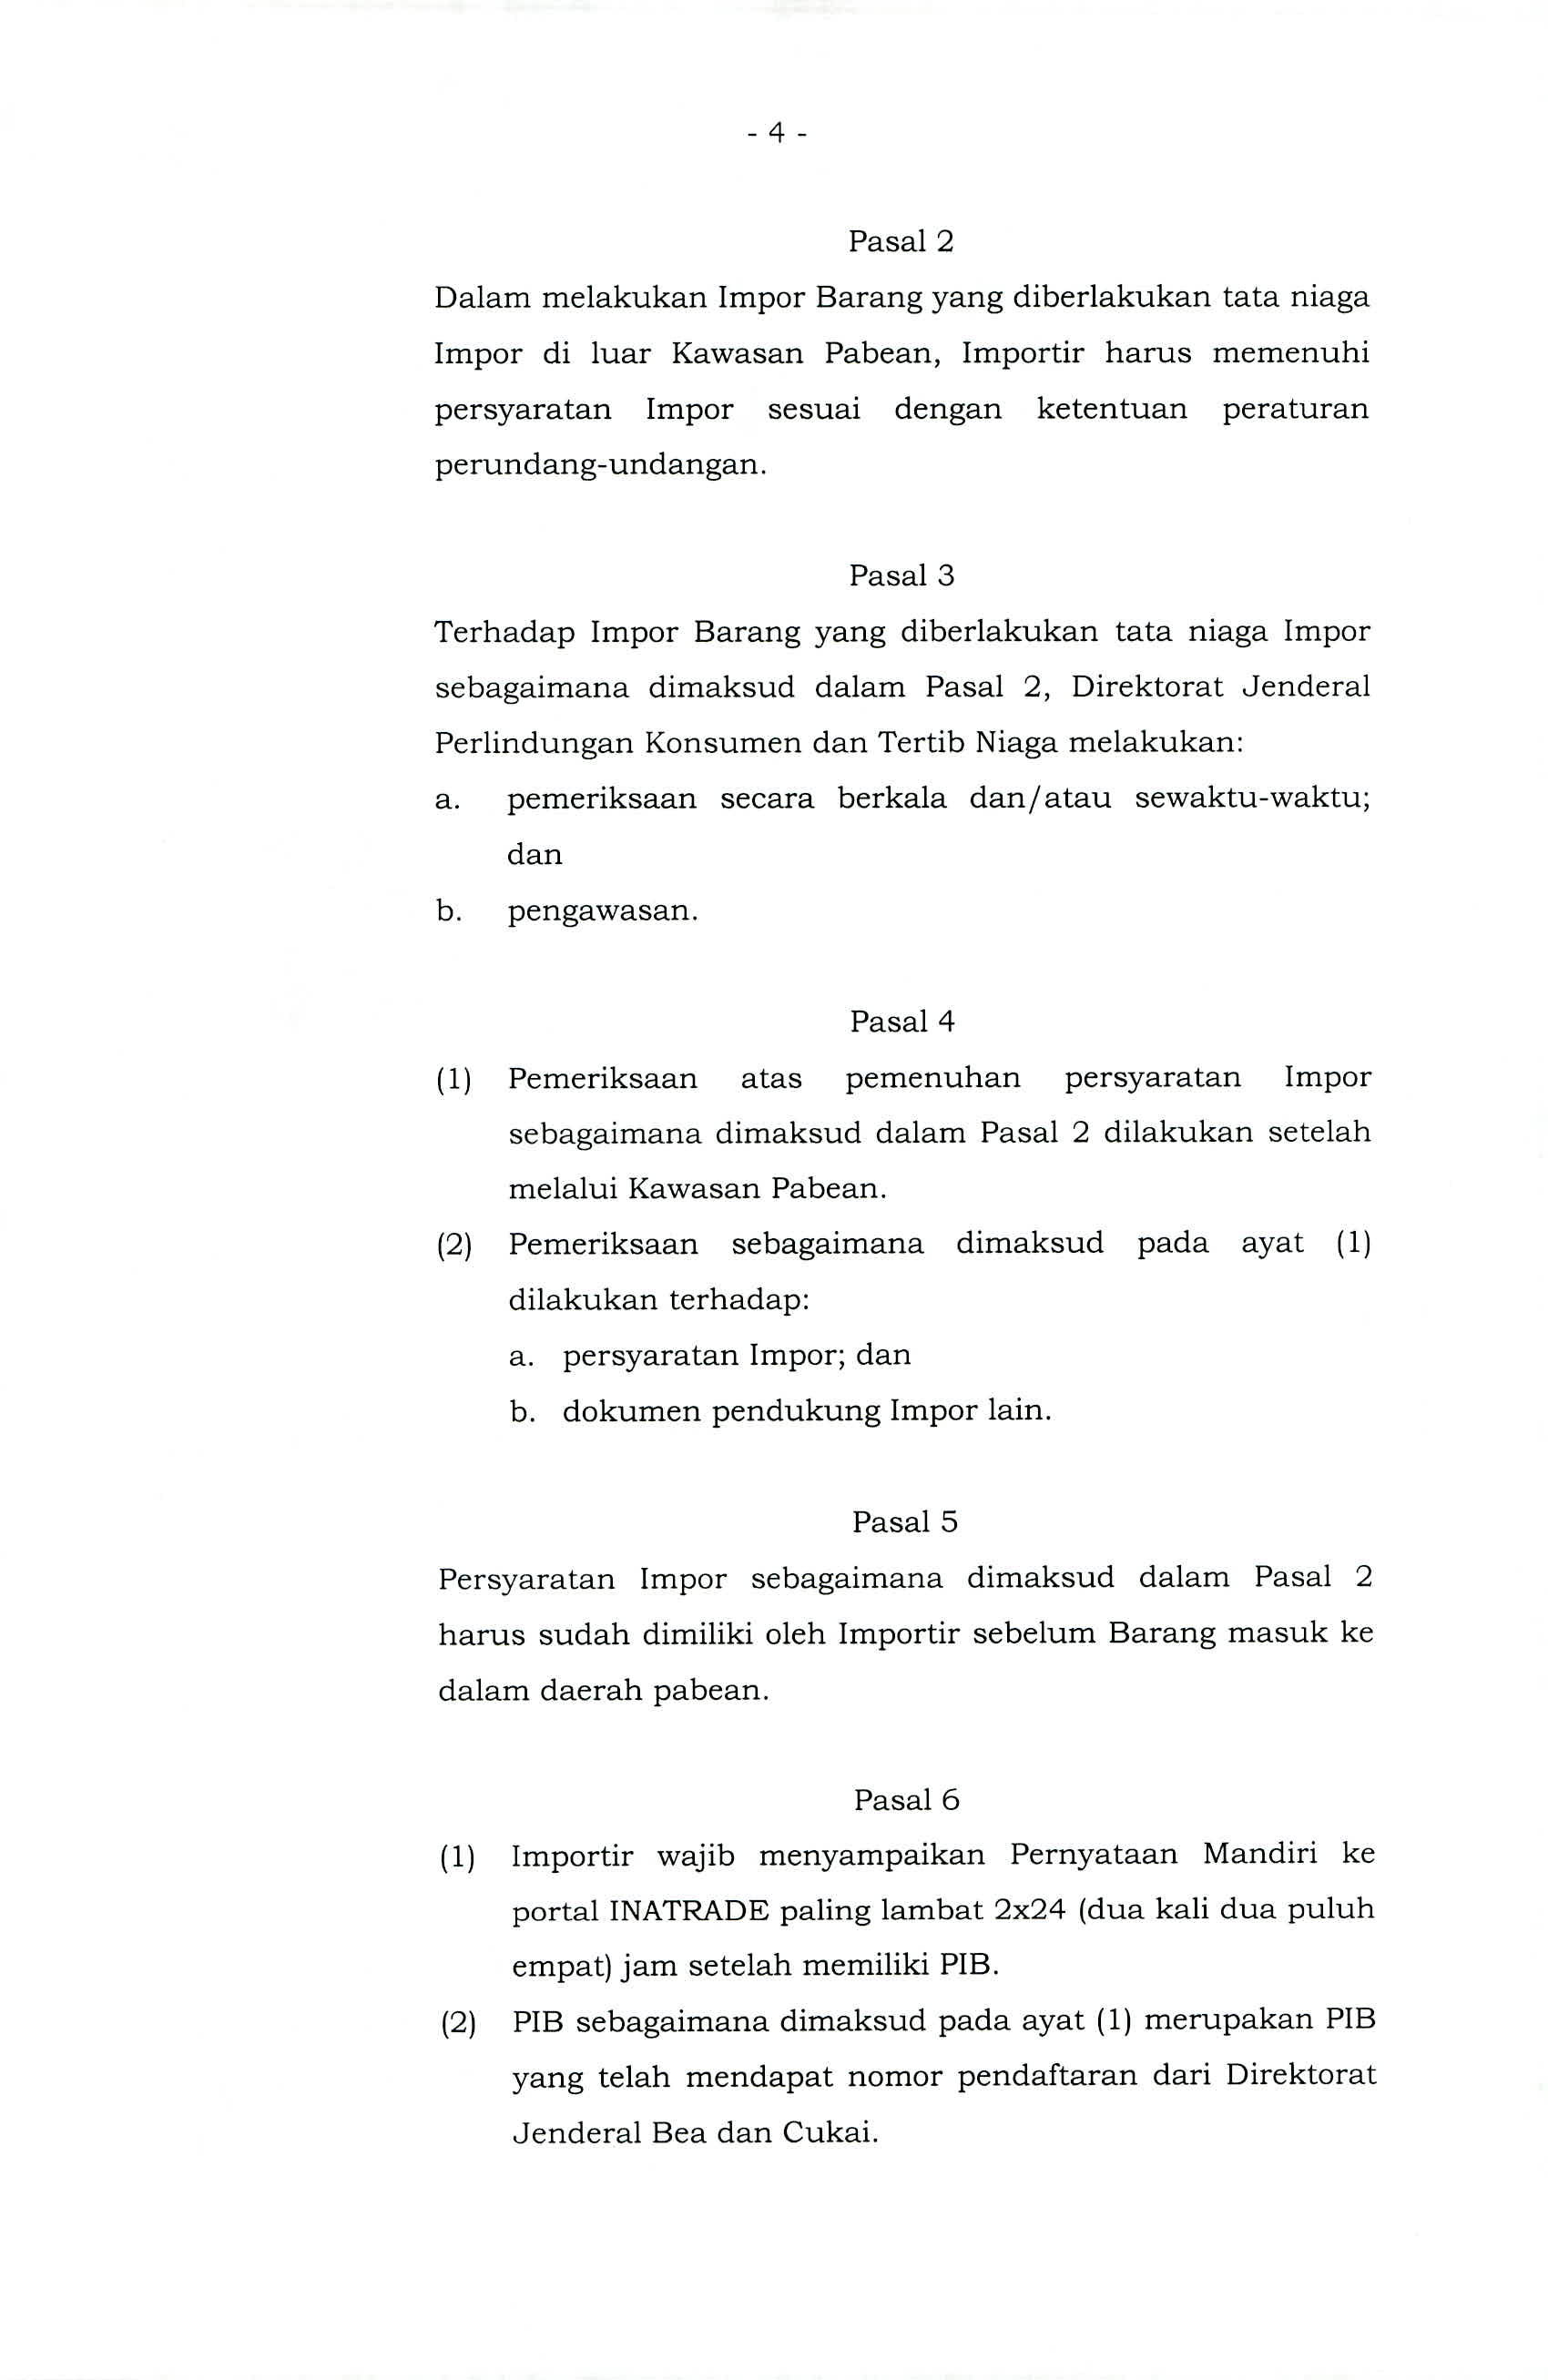 - 4 -
Pasal 2
Dalam melakukan Impor Barang yang diberlakukan tata niaga
Impor di luar Kawasan Pabean, Importir harus memenuhi
persyaratan Impor sesuai dengan ketentuan peraturan
perundang-undangan.
Pasal 3
Terhadap Impor Barang yang diberlakukan tata niaga Impor
sebagaimana dimaksud dalam Pasal 2, Direktorat Jenderal
Perlindungan Konsumen dan Tertib Niaga melakukan:
a. pemeriksaan secara berkala dan/atau sewaktu-waktu;
dan
b. pengawasan.
Pasal 4
(1) Pemeriksaan atas pemenuhan persyaratan Impor
sebagaimana dimaksud dalam Pasal 2 dilakukan setelah
melalui Kawasan Pabean.
(2) Pemeriksaan sebagaimana dimaksud pada ayat (1)
dilakukan terhadap:
a. persyaratan Impor; dan
b. dokumen pendukung Impor lain.
Pasal 5
Persyaratan Impor sebagaimana dimaksud dalam Pasal 2
harus sudah dimiliki oleh Importir sebelum Barang masuk ke
dalam daerah pabean.
Pasal 6
(1) Importir wajib menyampaikan Pernyataan Mandiri ke
portal INATRADE paling lambat 2x24 (dua kali dua puluh
empat) jam setelah memiliki PIB.
(2) PIB sebagaimana dimaksud pada ayat (1) merupakan PIB
yang telah mendapat nomor pendaftaran dari Direktorat
Jenderal Bea dan Cukai.